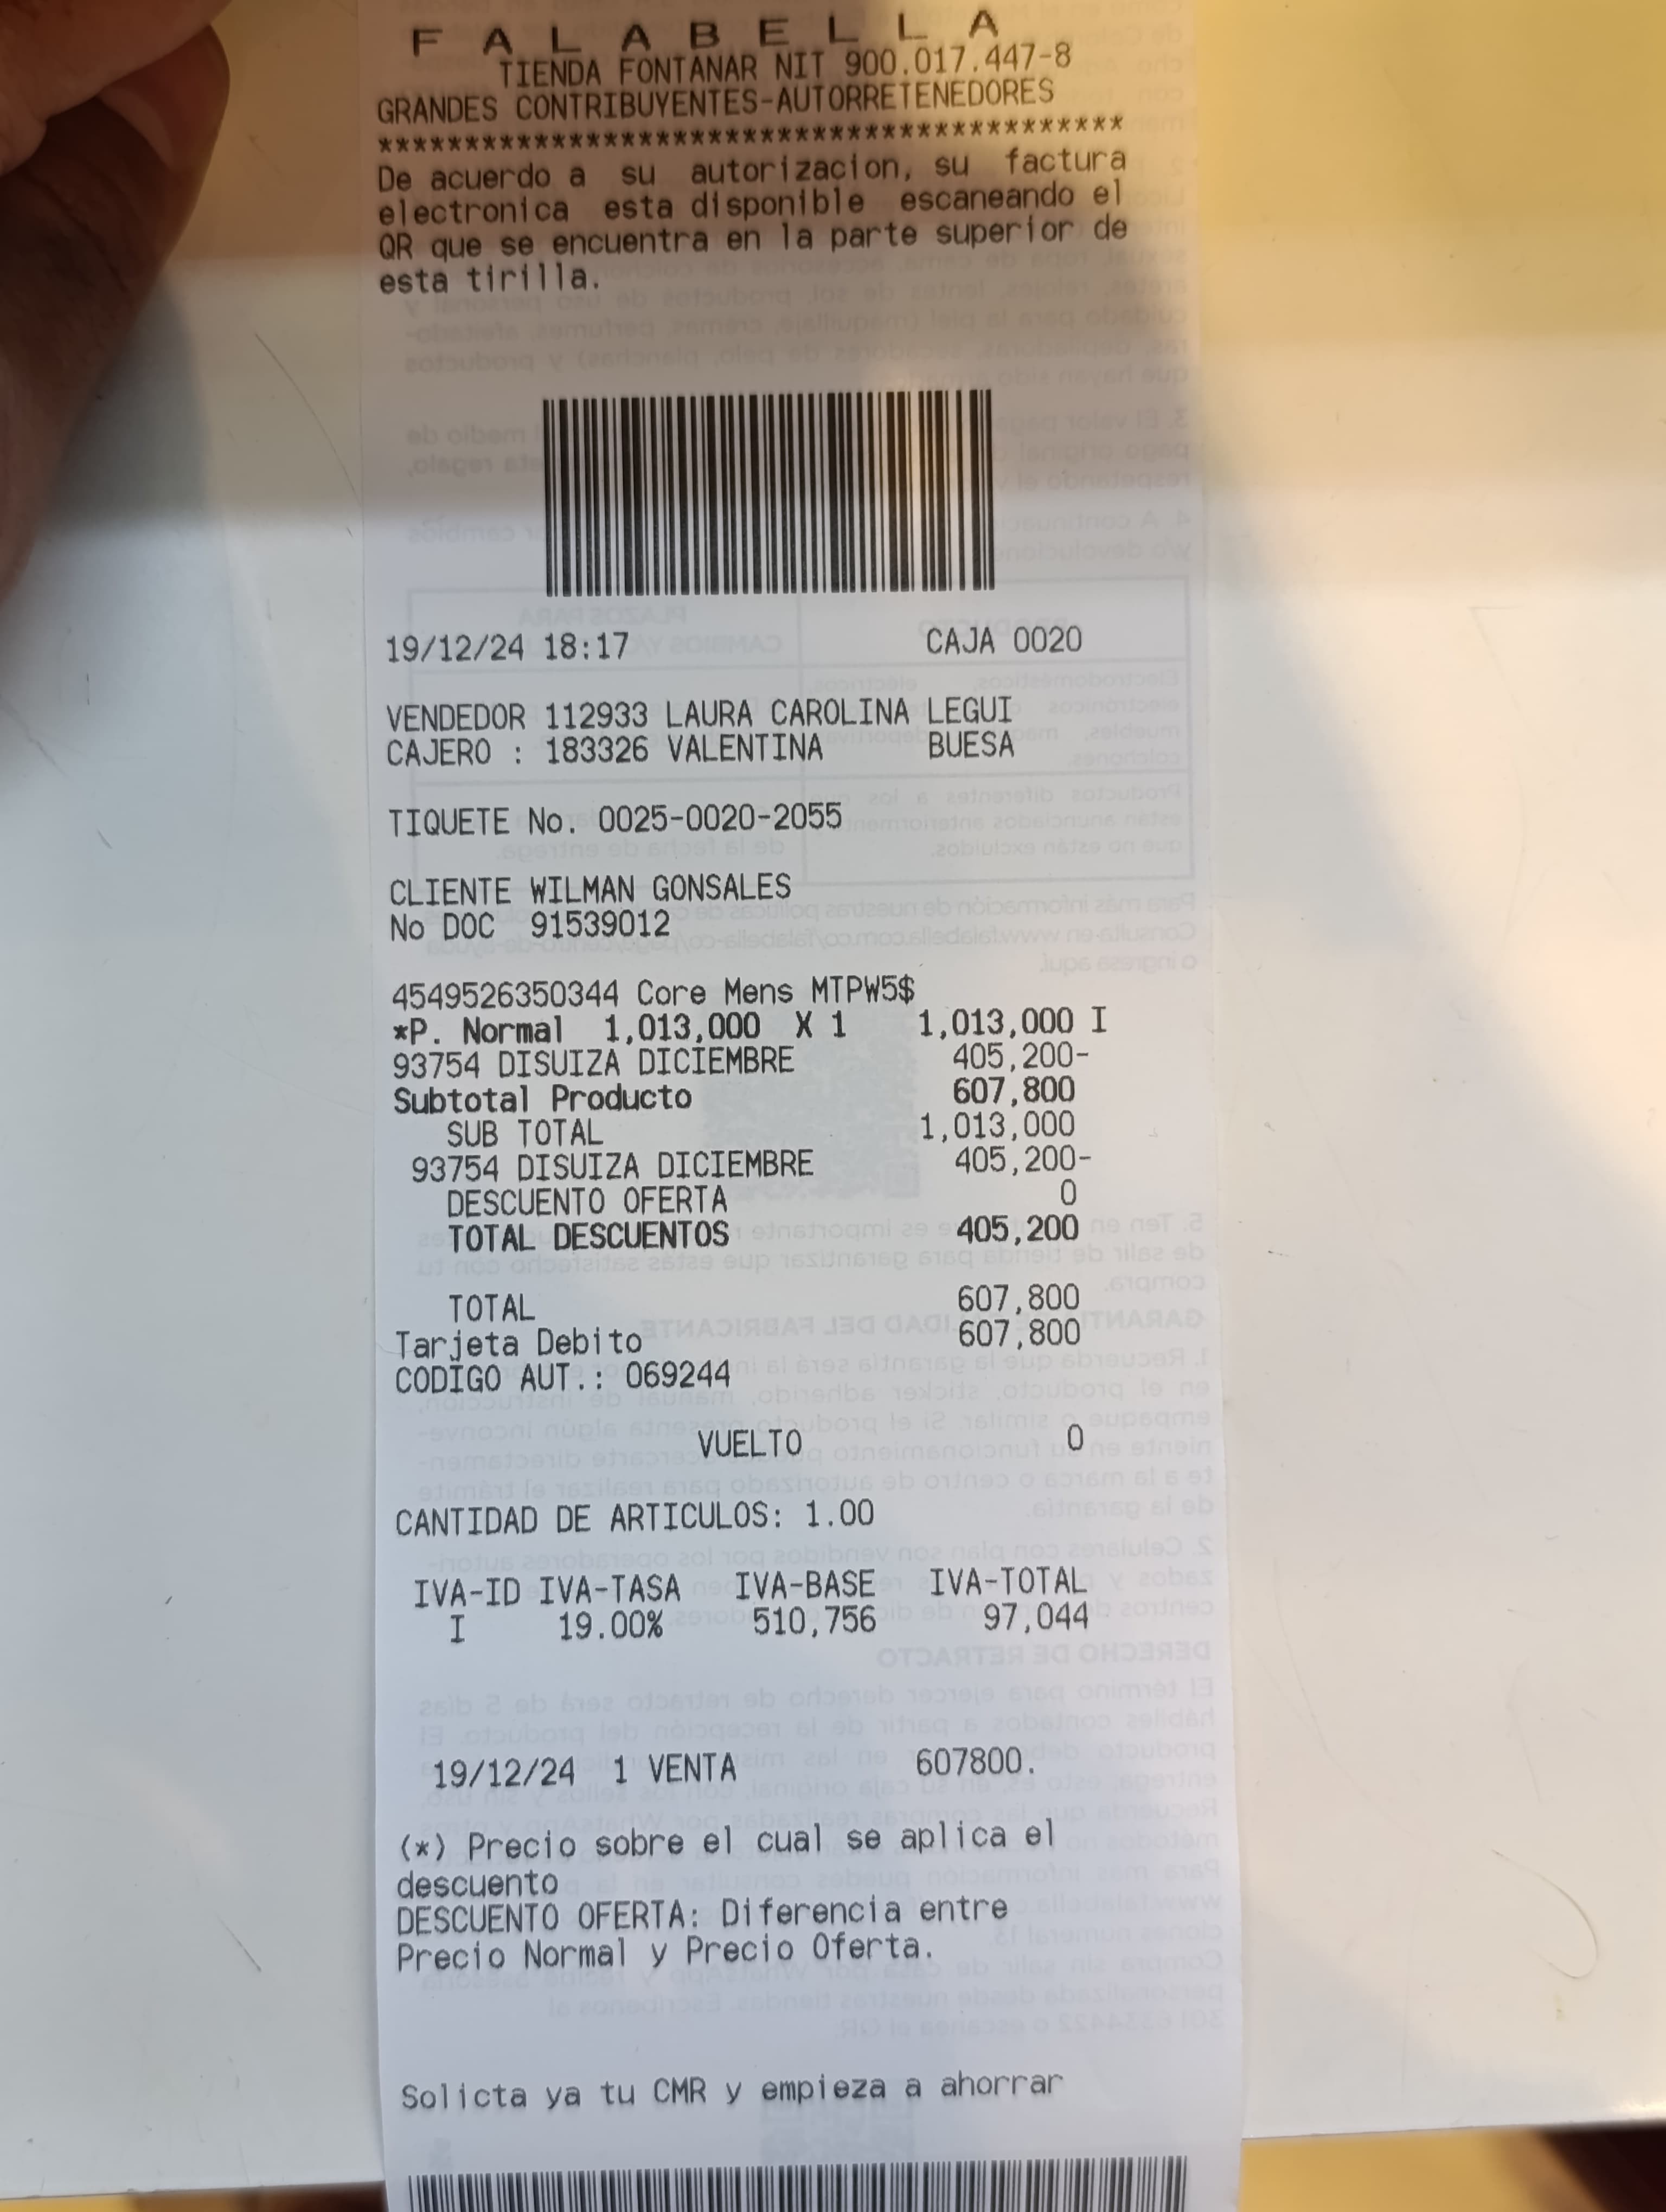 F A L A B E L L A
TIENDA FONTANAR NIT 900.017.447-8
GRANDES CONTRIBUYENTES-AUTORRETENEDORES
*******************************************
De acuerdo a su autorizacion, su factura
electronica esta disponible escaneando el
QR que se encuentra en la parte superior de
esta tirilla.
19/12/24 18:17 CAJA 0020
VENDEDOR 112933 LAURA CAROLINA LEGUI
CAJERO : 183326 VALENTINA BUESA
TIQUETE No. 0025-0020-2055
CLIENTE WILMAN GONSALES
No DOC 91539012
4549526350344 Core Mens MTPW5$
*P. Normal 1,013,000 X 1 1,013,000 I
93754 DISUIZA DICIEMBRE 405,200-
Subtotal Producto 607,800
SUB TOTAL 1,013,000
93754 DISUIZA DICIEMBRE 405,200-
DESCUENTO OFERTA 0
TOTAL DESCUENTOS 405,200
TOTAL 607,800
Tarjeta Debito 607,800
CODIGO AUT.: 069244
VUELTO 0
CANTIDAD DE ARTICULOS: 1.00
IVA-ID IVA-TASA IVA-BASE IVA-TOTAL
I 19.00% 510,756 97,044
19/12/24 1 VENTA 607800.
(*) Precio sobre el cual se aplica el
descuento
DESCUENTO OFERTA: Diferencia entre
Precio Normal y Precio Oferta.
Solicta ya tu CMR y empieza a ahorrar